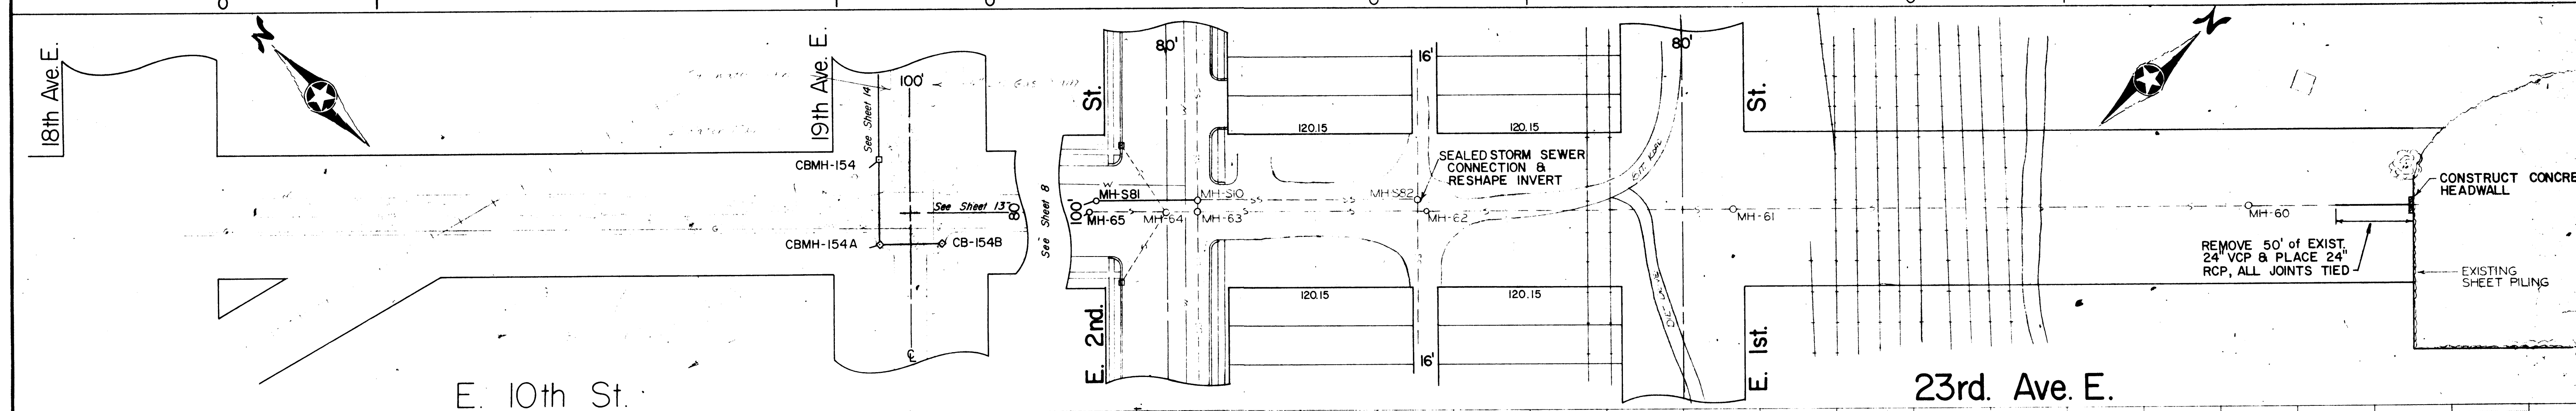 18th Ave. E.
N
19th Ave. E.
See Sheet 14
100'
CBMH-154
See Sheet 13
80'
CBMH-154A
CB-154B
See Sheet 8
E. 10th St.
100'
St.
80'
W
MH-S81
MH-S10
MH-65
MH-64
MH-63
E. 2nd.
16'
120.15
120.15
SEALED STORM SEWER
CONNECTION &
RESHAPE INVERT
MH-S82
SS
SS
S
MH-62
120.15
120.15
16'
80'
St.
MH-61
E. 1st.
N
MH-60
REMOVE 50' of EXIST.
24" VCP & PLACE 24"
RCP, ALL JOINTS TIED
CONSTRUCT CONCRE
HEADWALL
EXISTING
SHEET PILING
23rd. Ave. E.